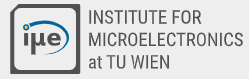 iμe
INSTITUTE FOR
MICROELECTRONICS
at TU WIEN